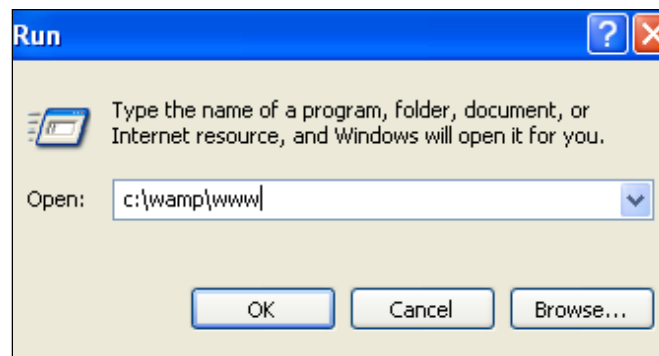 Run
Type the name of a program, folder, document, or
Internet resource, and Windows will open it for you.
Open: c:\wamp\www
OK Cancel Browse...